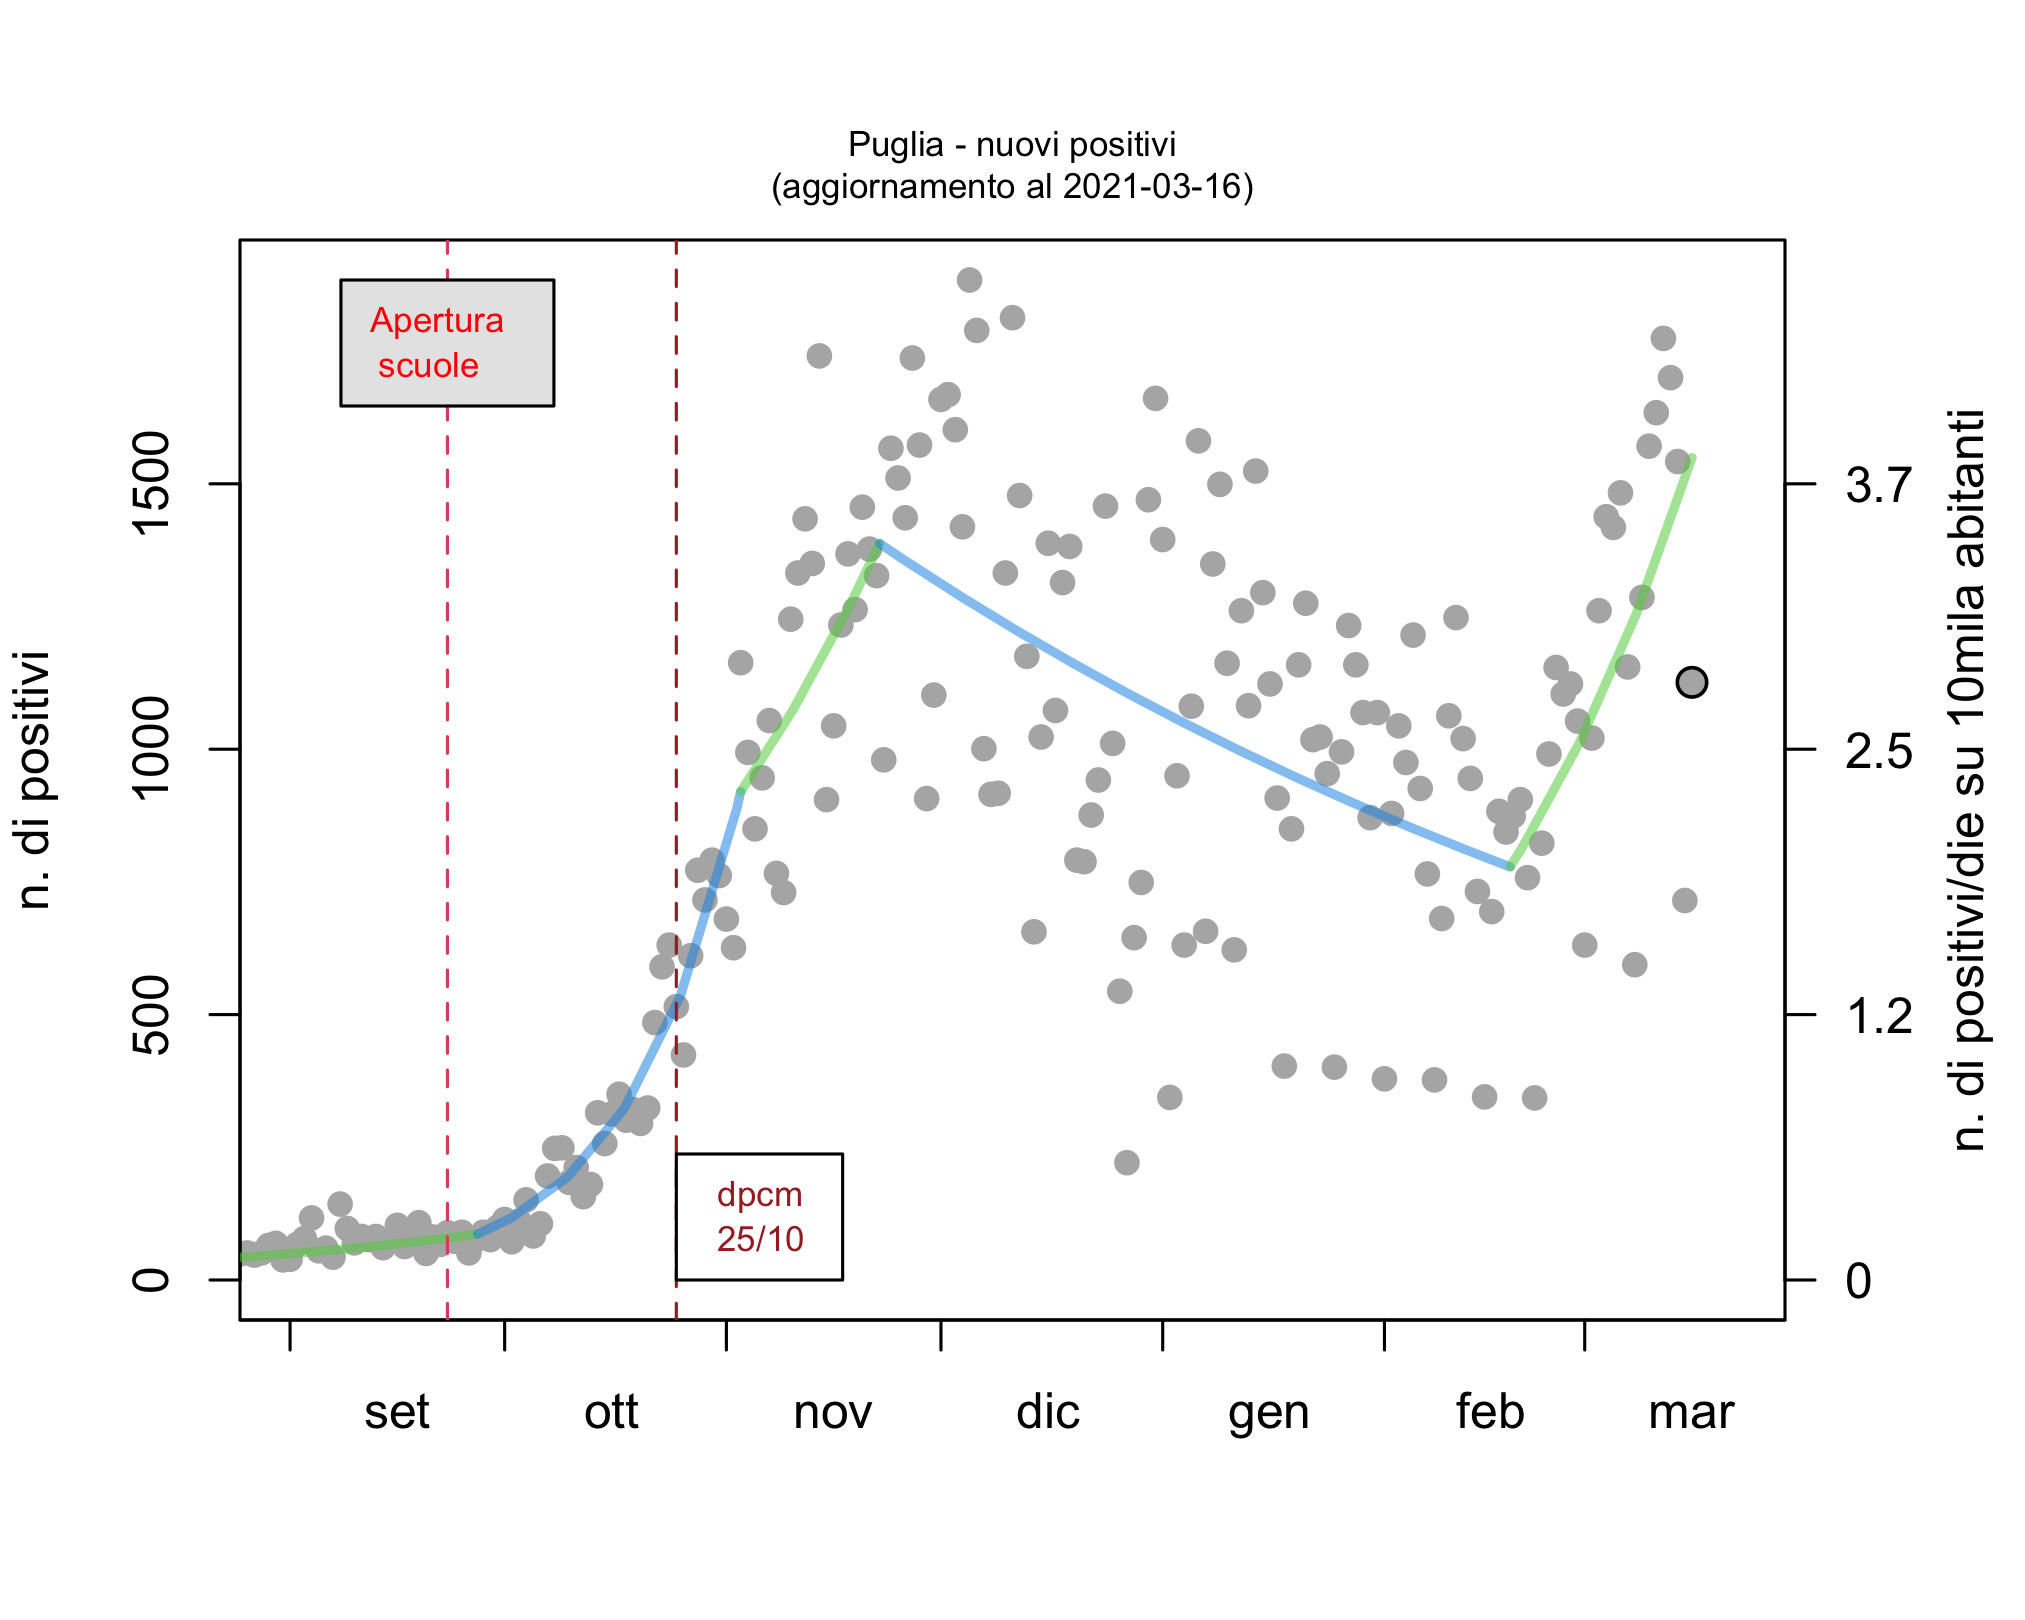 Puglia - nuovi positivi
(aggiornamento al 2021-03-16)
Apertura
scuole
dpcm
25/10
n. di positivi
0
500
1000
1500
n. di positivi/die su 10mila abitanti
0
1.2
2.5
3.7
set ott nov dic gen feb mar